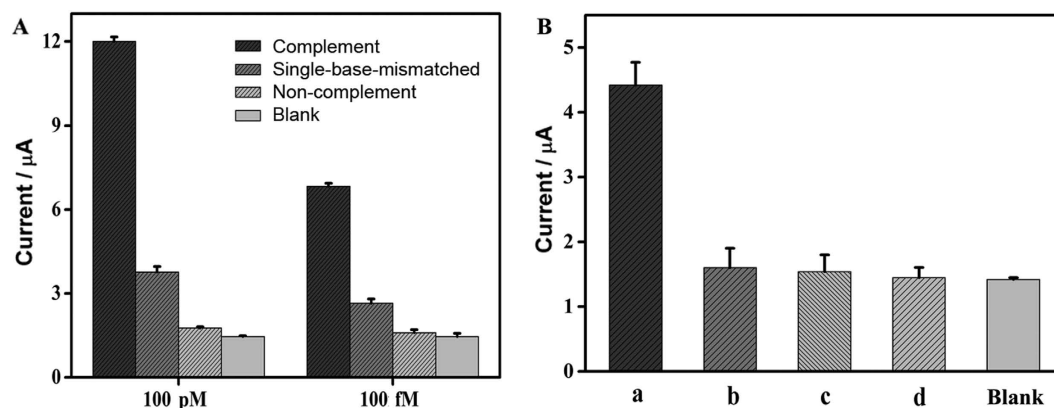 A
Current / μA
12
9
6
3
0
Complement
Single-base-mismatched
Non-complement
Blank
100 pM
100 fM
B
Current / μA
5
4
3
2
1
0
a
b
c
d
Blank